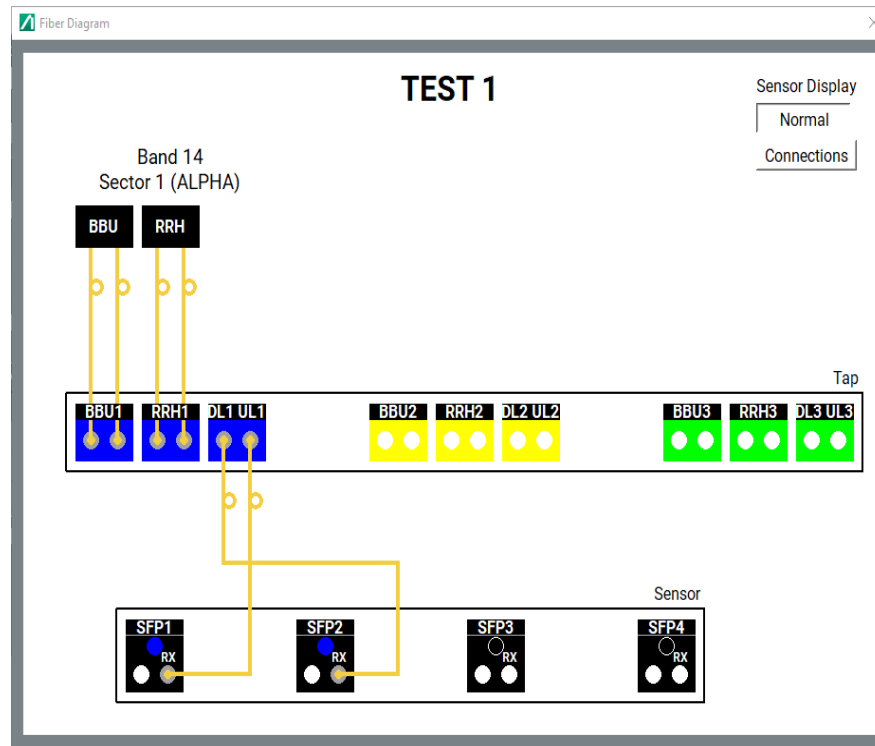 Fiber Diagram
TEST 1
Sensor Display
Normal
Connections
Band 14
Sector 1 (ALPHA)
BBU RRH
Tap
BBU1 RRH1 DL1 UL1 BBU2 RRH2 DL2 UL2 BBU3 RRH3 DL3 UL3
Sensor
SFP1 SFP2 SFP3 SFP4
RX RX RX RX